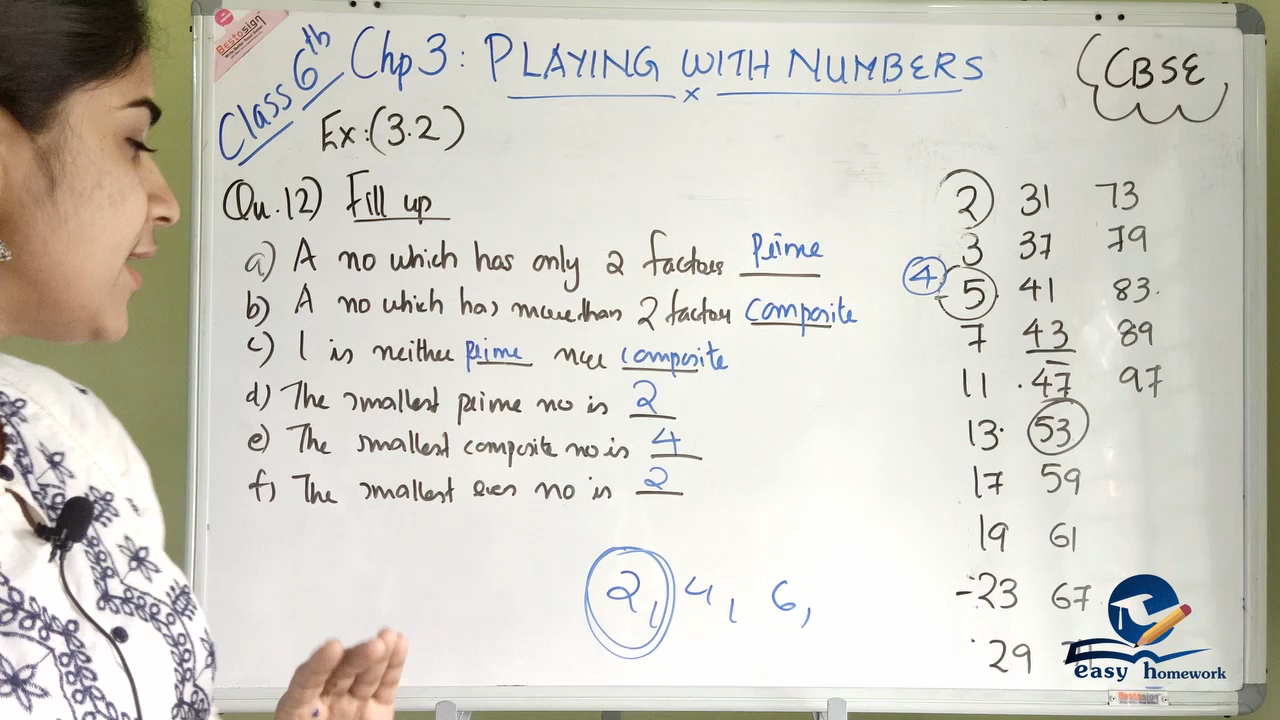 Bestosign
Class 6th Chp 3: PLAYING WITH NUMBERS
CBSE
Ex:(3.2)
Qu.12) Fill up
a) A no which has only 2 factors Prime
b) A no which has more than 2 factors composite
c) 1 is neither prime nor composite
d) The smallest prime no is 2
e) The smallest composite no is 4
f) The smallest even no is 2
2, 4, 6,
2 31 73
3 37 79
4 5 41 83.
7 43 89
11 .47 97
13. 53
17 59
19 61
-23 67
29
easy homework
Bestosign